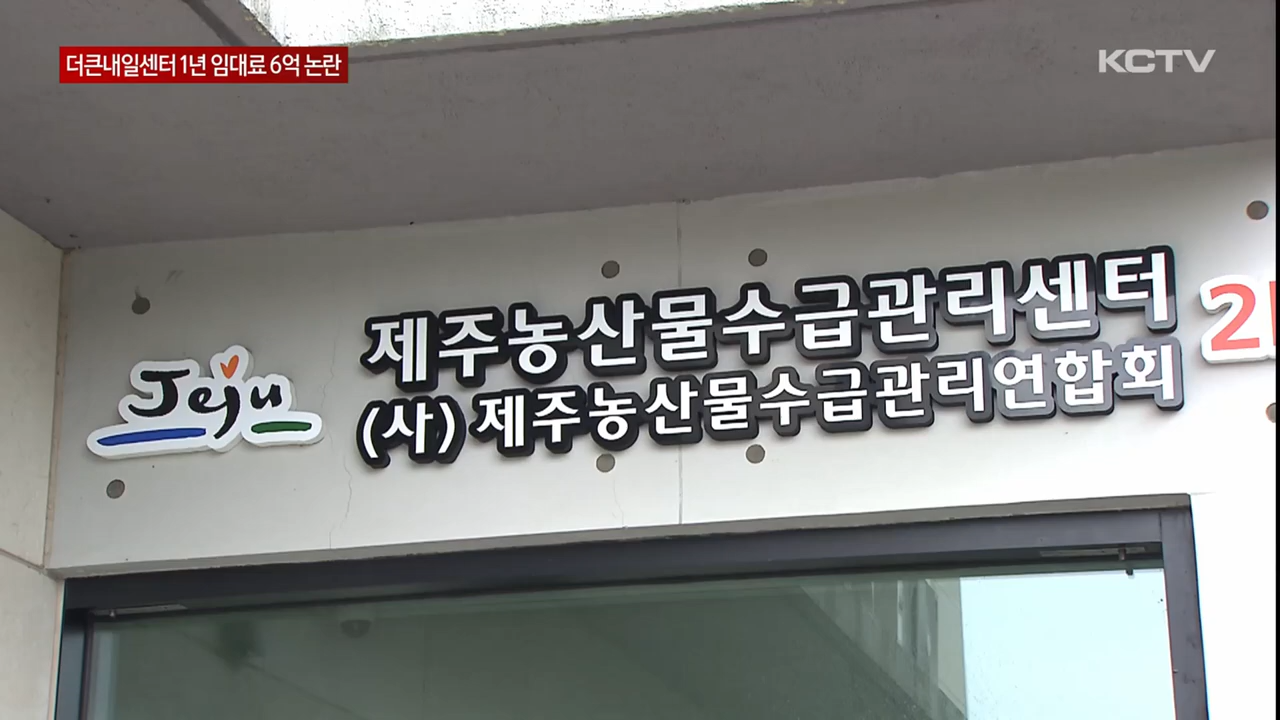 더큰내일센터 1년 임대료 6억 논란
KCTV
Jeju
제주농산물수급관리센터
(사) 제주농산물수급관리연합회
2